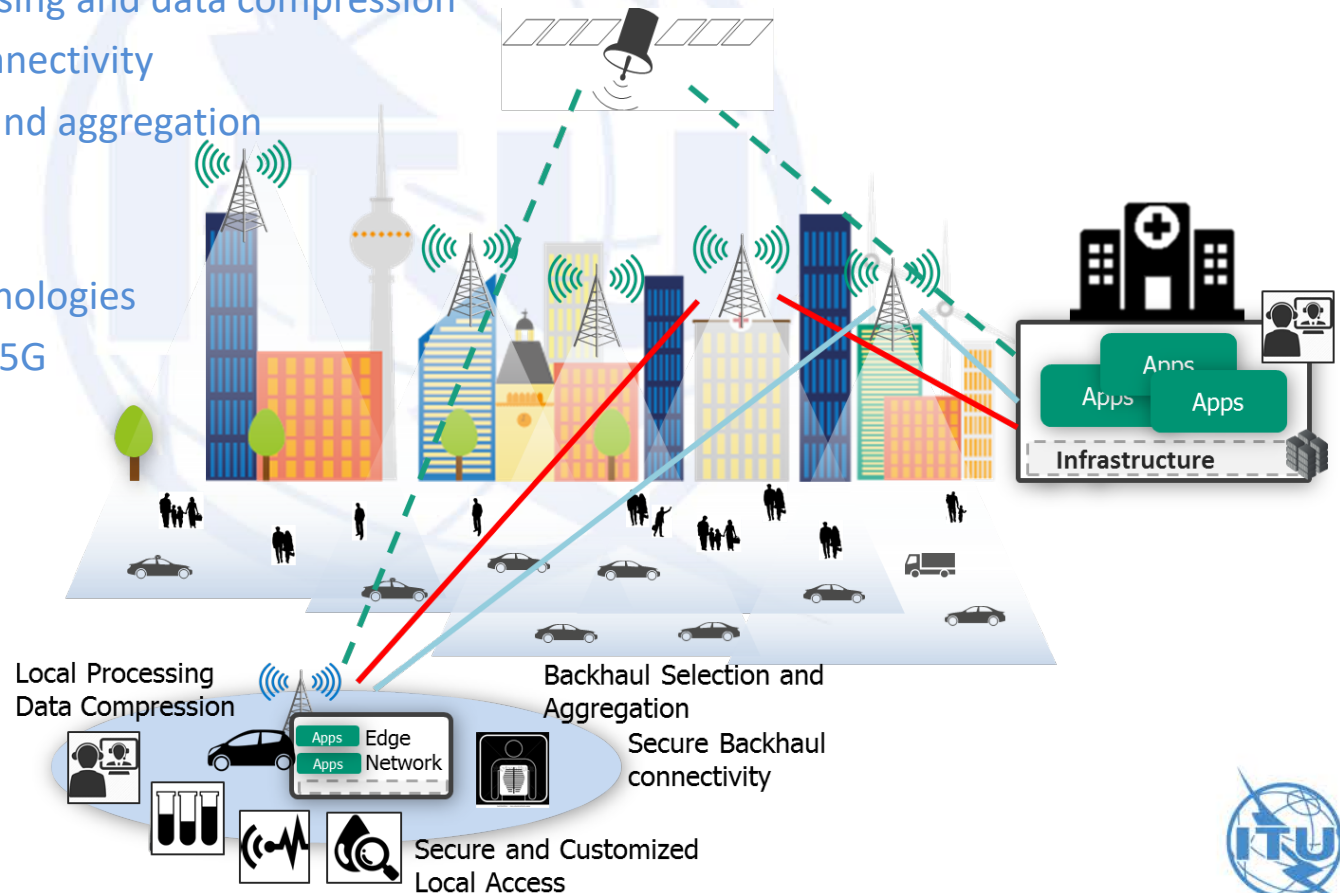 sing and data compression
nnectivity
and aggregation
nologies
5G
Apps
Apps
Apps
Infrastructure
Local Processing
Data Compression
Backhaul Selection and
Aggregation
Secure Backhaul
connectivity
Apps Edge
Apps Network
Secure and Customized
Local Access
ITU